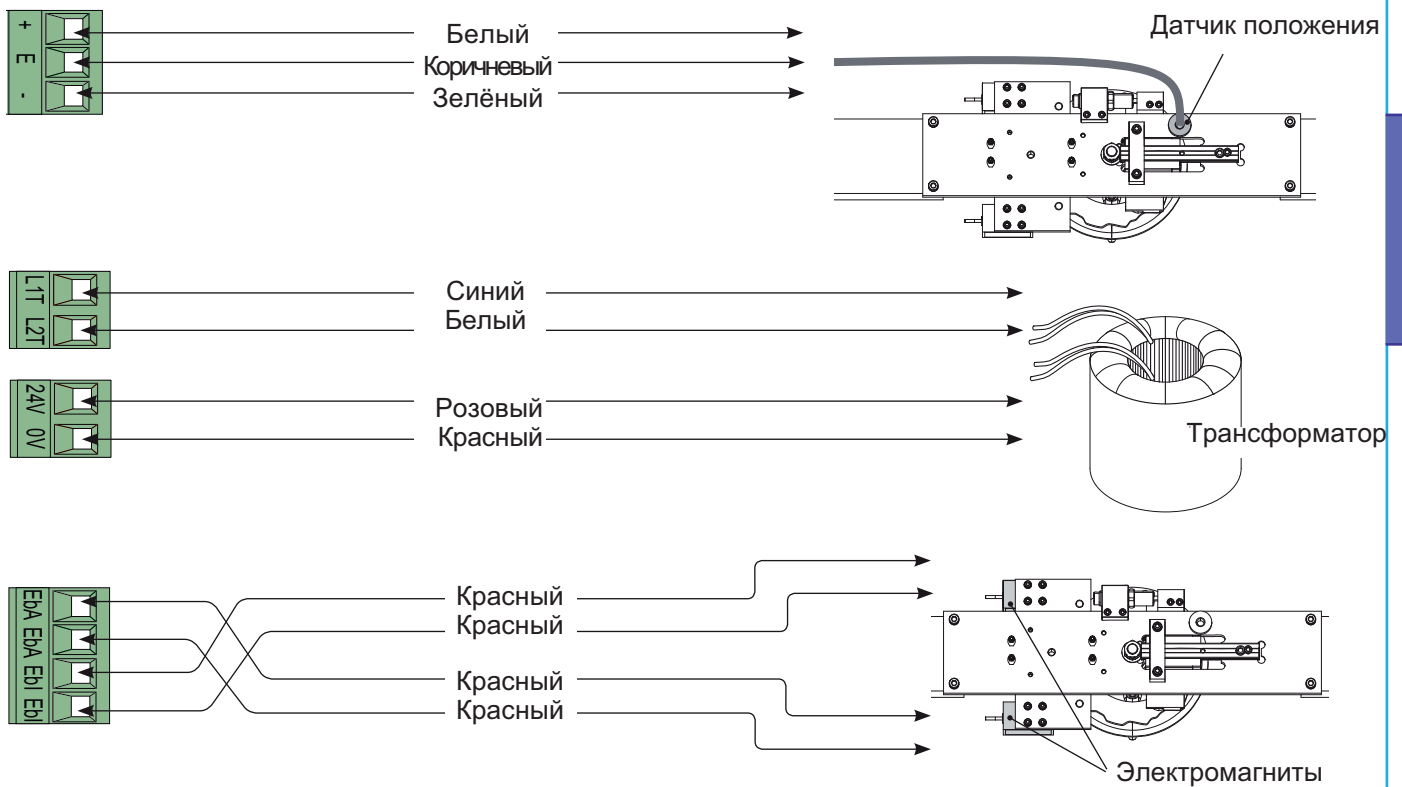 +
Белый
Датчик положения
E
Коричневый
-
Зелёный
L1T
Синий
L2T
Белый
24V
Розовый
0V
Красный
Трансформатор
EbA
Красный
EbA
Красный
EbI
Красный
EbI
Красный
Электромагниты